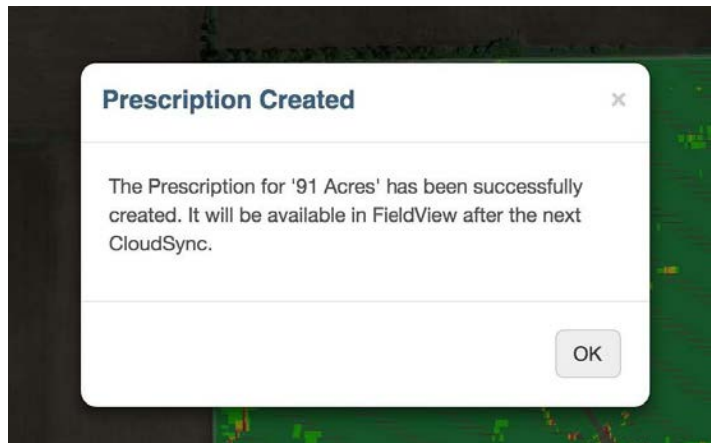 Prescription Created
×
The Prescription for '91 Acres' has been successfully
created. It will be available in FieldView after the next
CloudSync.
OK